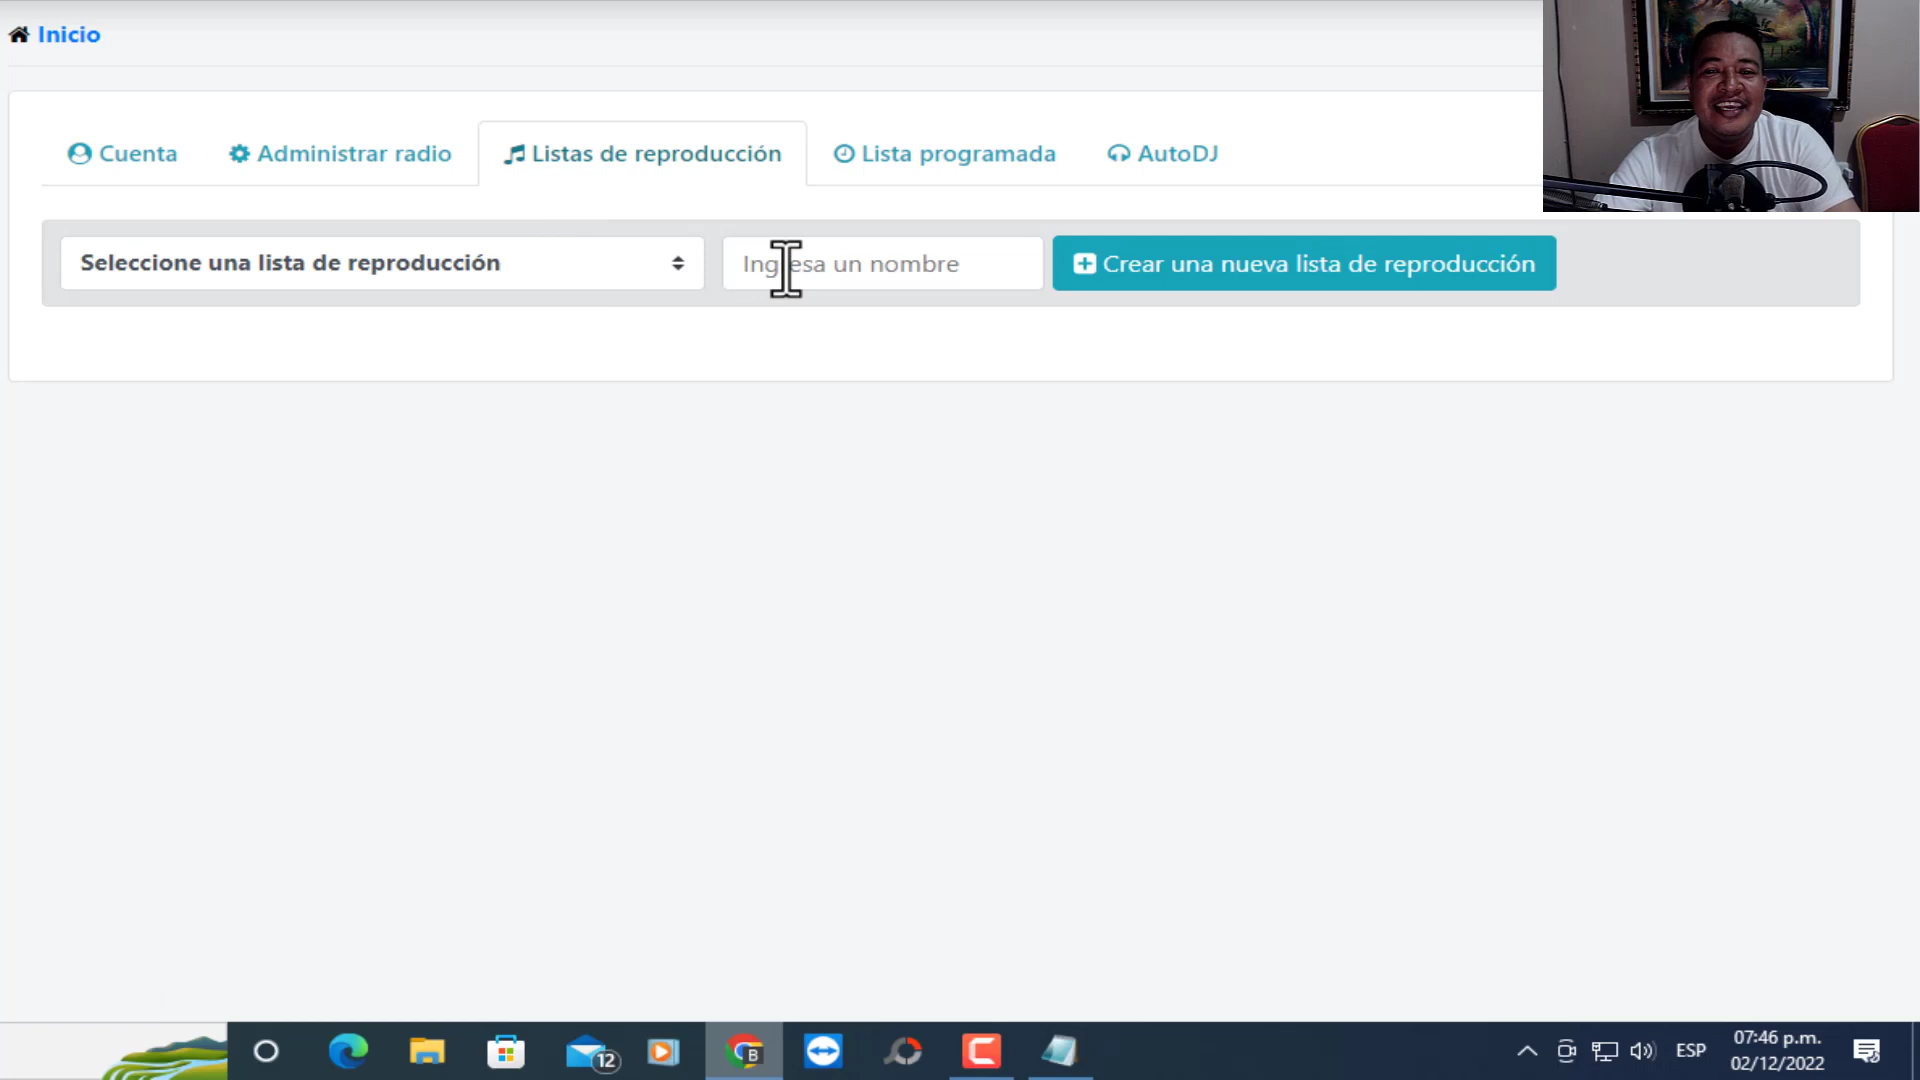 Inicio
Cuenta
Administrar radio
Listas de reproducción
Lista programada
AutoDJ
Seleccione una lista de reproducción
Ingresa un nombre
Crear una nueva lista de reproducción
12
B
ESP
07:46 p.m.
02/12/2022